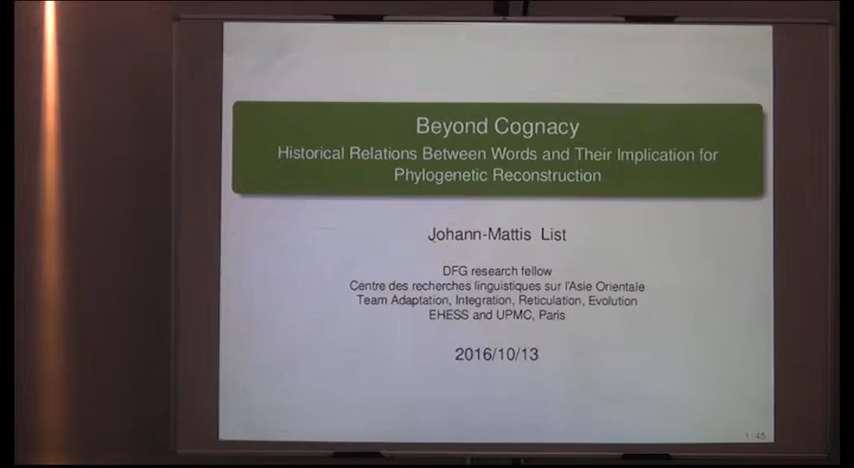 Beyond Cognacy
Historical Relations Between Words and Their Implication for
Phylogenetic Reconstruction
Johann-Mattis List
DFG research fellow
Centre des recherches linguistiques sur l'Asie Orientale
Team Adaptation, Integration, Reticulation, Evolution
EHESS and UPMC, Paris
2016/10/13
1/45